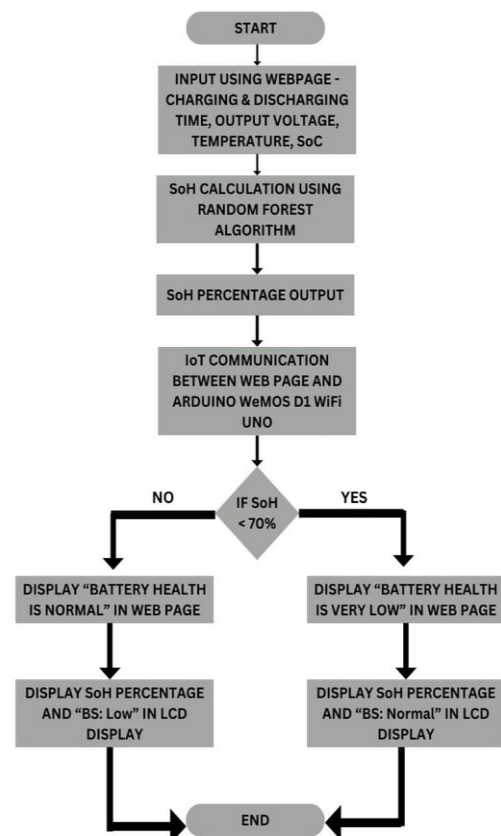 START
INPUT USING WEBPAGE -
CHARGING & DISCHARGING
TIME, OUTPUT VOLTAGE,
TEMPERATURE, SoC
SoH CALCULATION USING
RANDOM FOREST
ALGORITHM
SoH PERCENTAGE OUTPUT
IoT COMMUNICATION
BETWEEN WEB PAGE AND
ARDUINO WeMOS D1 WiFi
UNO
IF SoH
< 70%
NO
YES
DISPLAY “BATTERY HEALTH
IS NORMAL” IN WEB PAGE
DISPLAY “BATTERY HEALTH
IS VERY LOW” IN WEB PAGE
DISPLAY SoH PERCENTAGE
AND “BS: Low” IN LCD
DISPLAY
DISPLAY SoH PERCENTAGE
AND “BS: Normal” IN LCD
DISPLAY
END